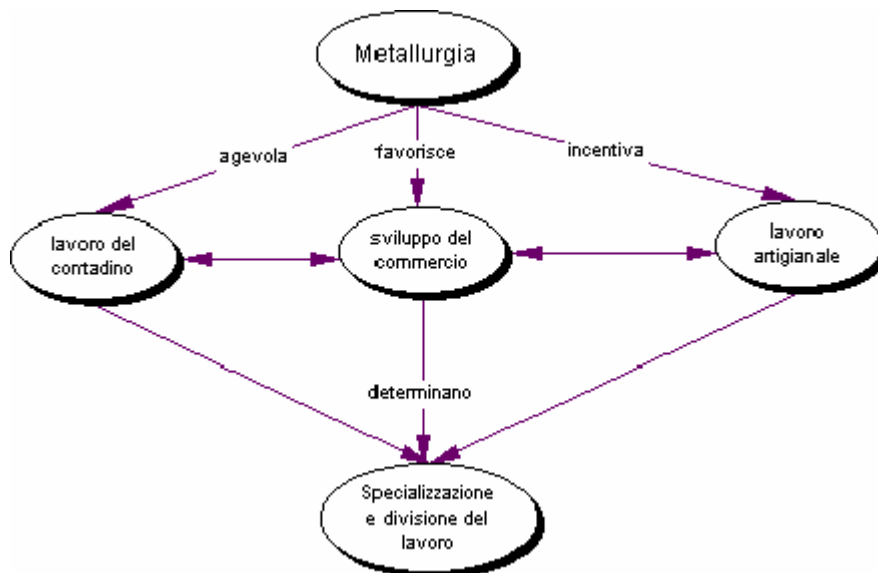 Metallurgia
agevola
favorisce
incentiva
lavoro del
contadino
sviluppo del
commercio
lavoro
artigianale
determinano
Specializzazione
e divisione del
lavoro